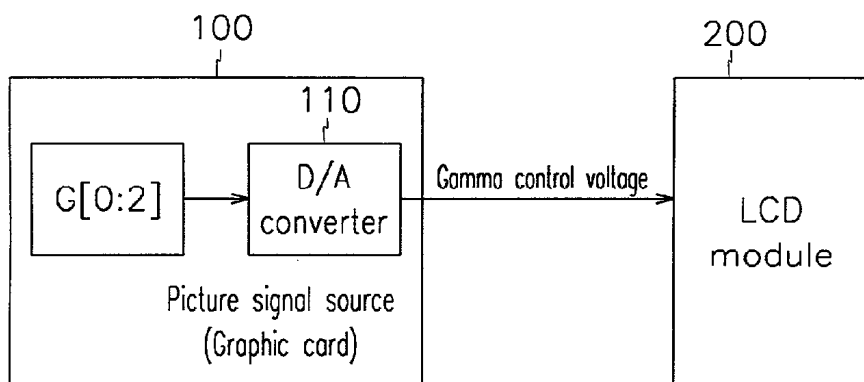 100
200
110
G[0:2]
D/A
converter
Gamma control voltage
LCD
module
Picture signal source
(Graphic card)